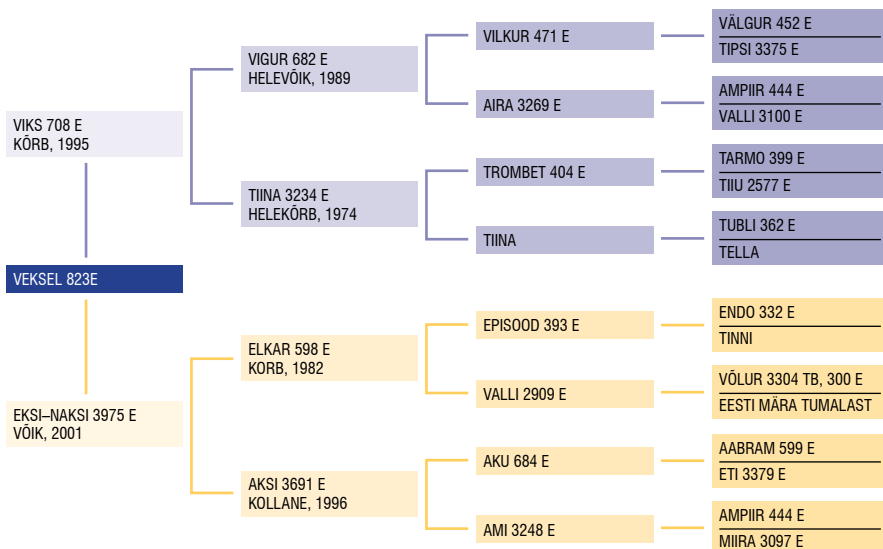 VIKS 708 E
KÕRB, 1995
VEKSEL 823E
EKSI–NAKSI 3975 E
VÕIK, 2001
VIGUR 682 E
HELEVÕIK, 1989
TIINA 3234 E
HELEKÕRB, 1974
ELKAR 598 E
KORB, 1982
AKSI 3691 E
KOLLANE, 1996
VILKUR 471 E
AIRA 3269 E
TROMBET 404 E
TIINA
EPISOOD 393 E
VALLI 2909 E
AKU 684 E
AMI 3248 E
VÄLGUR 452 E
TIPSI 3375 E
AMPIIR 444 E
VALLI 3100 E
TARMO 399 E
TIIU 2577 E
TUBLI 362 E
TELLA
ENDO 332 E
TINNI
VÕLUR 3304 TB, 300 E
EESTI MÄRA TUMALAST
AABRAM 599 E
ETI 3379 E
AMPIIR 444 E
MIIRA 3097 E